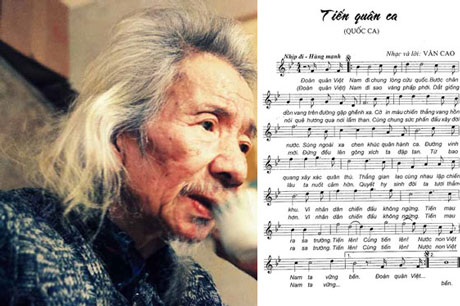 Tiến quân ca
(QUỐC CA)
Nhịp đi - Hùng mạnh
Nhạc và lời: VĂN CAO
Đoàn quân Việt Nam đi chung lòng cứu quốc. Bước chân
(Đoàn quân Việt) Nam đi sao vàng phấp phới. Dắt giống
dồn vang trên đường gập ghềnh xa. Cờ in máu chiến thắng vang hồn
nòi quê hương qua nơi lầm than. Cùng chung sức phấn đấu xây đời
nước. Súng ngoài xa chen khúc quân hành ca. Đường vinh
mới. Đứng đều lên gông xích ta đập tan. Từ bao
quang xây xác quân thù. Thắng gian lao cùng nhau lập chiến
lâu ta nuốt căm hờn. Quyết hy sinh đời ta tươi thắm
khu. Vì nhân dân chiến đấu không ngừng. Tiến mau
hơn. Vì nhân dân chiến đấu không ngừng. Tiến mau
ra sa trường. Tiến lên! Cùng tiến lên! Nước non Việt
ra sa trường. Tiến lên! Cùng tiến lên! Nước non Việt
Nam ta vững bền. Đoàn quân Việt... bền.
Nam ta vững...